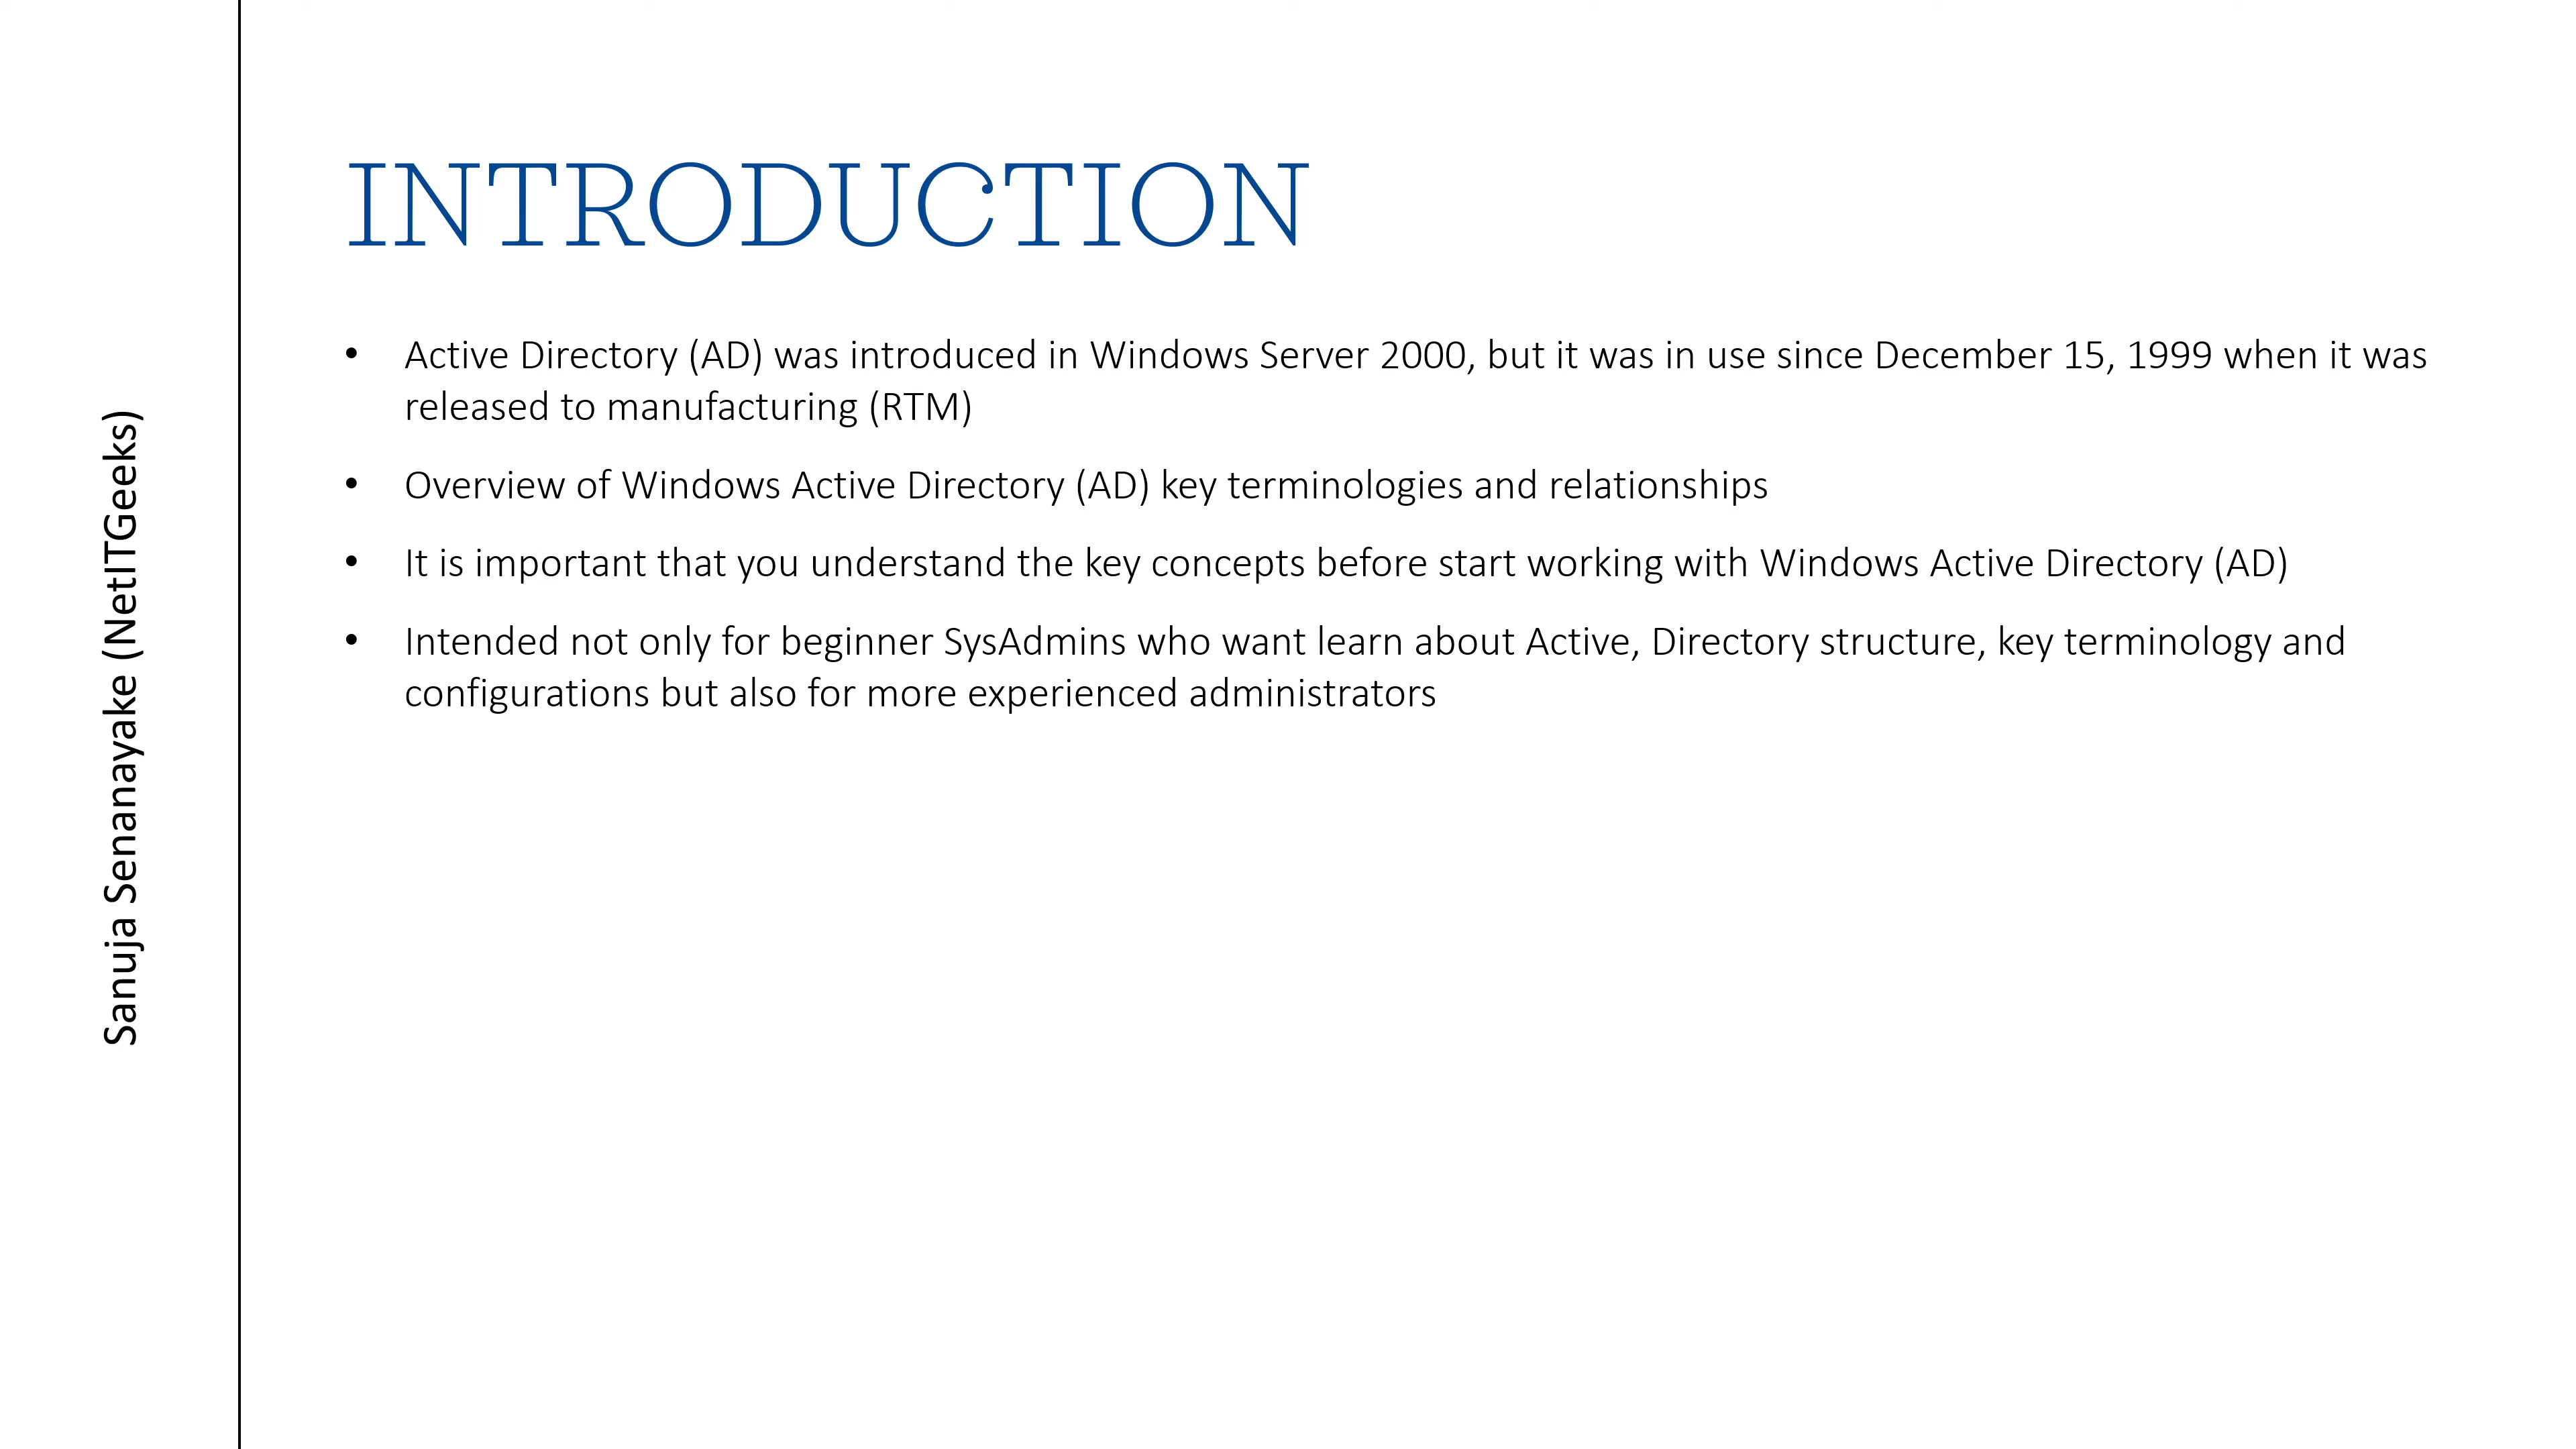 INTRODUCTION
• Active Directory (AD) was introduced in Windows Server 2000, but it was in use since December 15, 1999 when it was
released to manufacturing (RTM)
• Overview of Windows Active Directory (AD) key terminologies and relationships
• It is important that you understand the key concepts before start working with Windows Active Directory (AD)
• Intended not only for beginner SysAdmins who want learn about Active, Directory structure, key terminology and
configurations but also for more experienced administrators
Sanuja Senanayake (NetITGeeks)